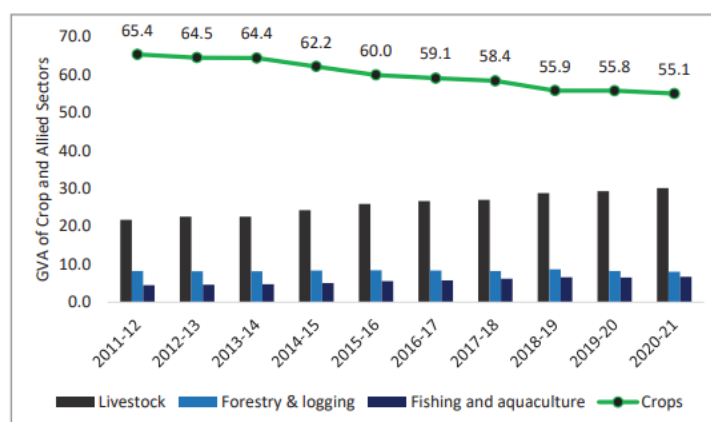 GVA of Crop and Allied Sectors
70.0
60.0
50.0
40.0
30.0
20.0
10.0
0.0
65.4 64.5 64.4 62.2 60.0 59.1 58.4 55.9 55.8 55.1
2011-12 2012-13 2013-14 2014-15 2015-16 2016-17 2017-18 2018-19 2019-20 2020-21
Livestock Forestry & logging Fishing and aquaculture Crops